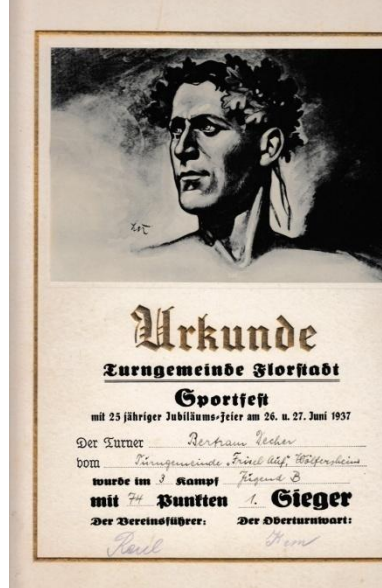 Urkunde
Turngemeinde Florstadt
Sportfest
mit 25 jähriger Jubiläums-Feier am 26. u. 27. Juni 1937
Der Turner Bertram Decher
vom Turngemeinde „Frisch Auf“, Wölfersheim
wurde im 3 Kampf Jugend B
mit 74 Punkten 1. Sieger
Der Vereinsführer: Der Oberturnwart: